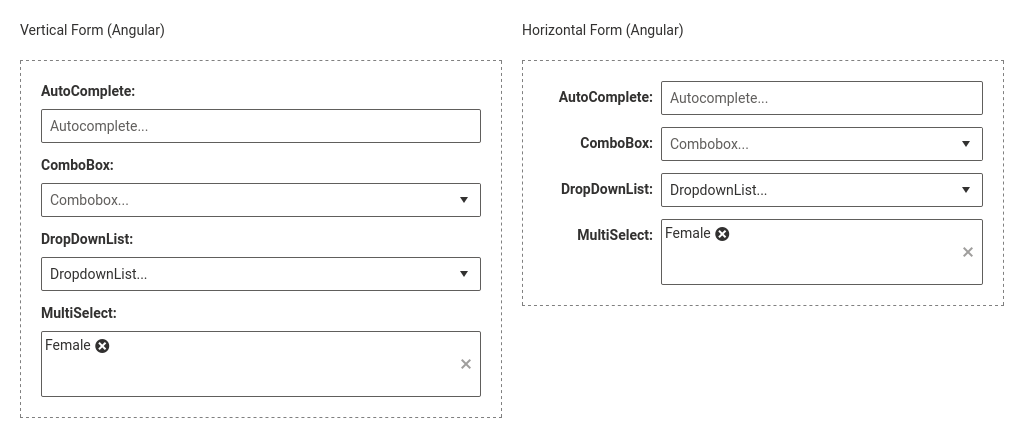 Vertical Form (Angular)
AutoComplete:
Autocomplete...
ComboBox:
Combobox...
DropDownList:
DropdownList...
MultiSelect:
Female
Horizontal Form (Angular)
AutoComplete: Autocomplete...
ComboBox: Combobox...
DropDownList: DropdownList...
MultiSelect: Female